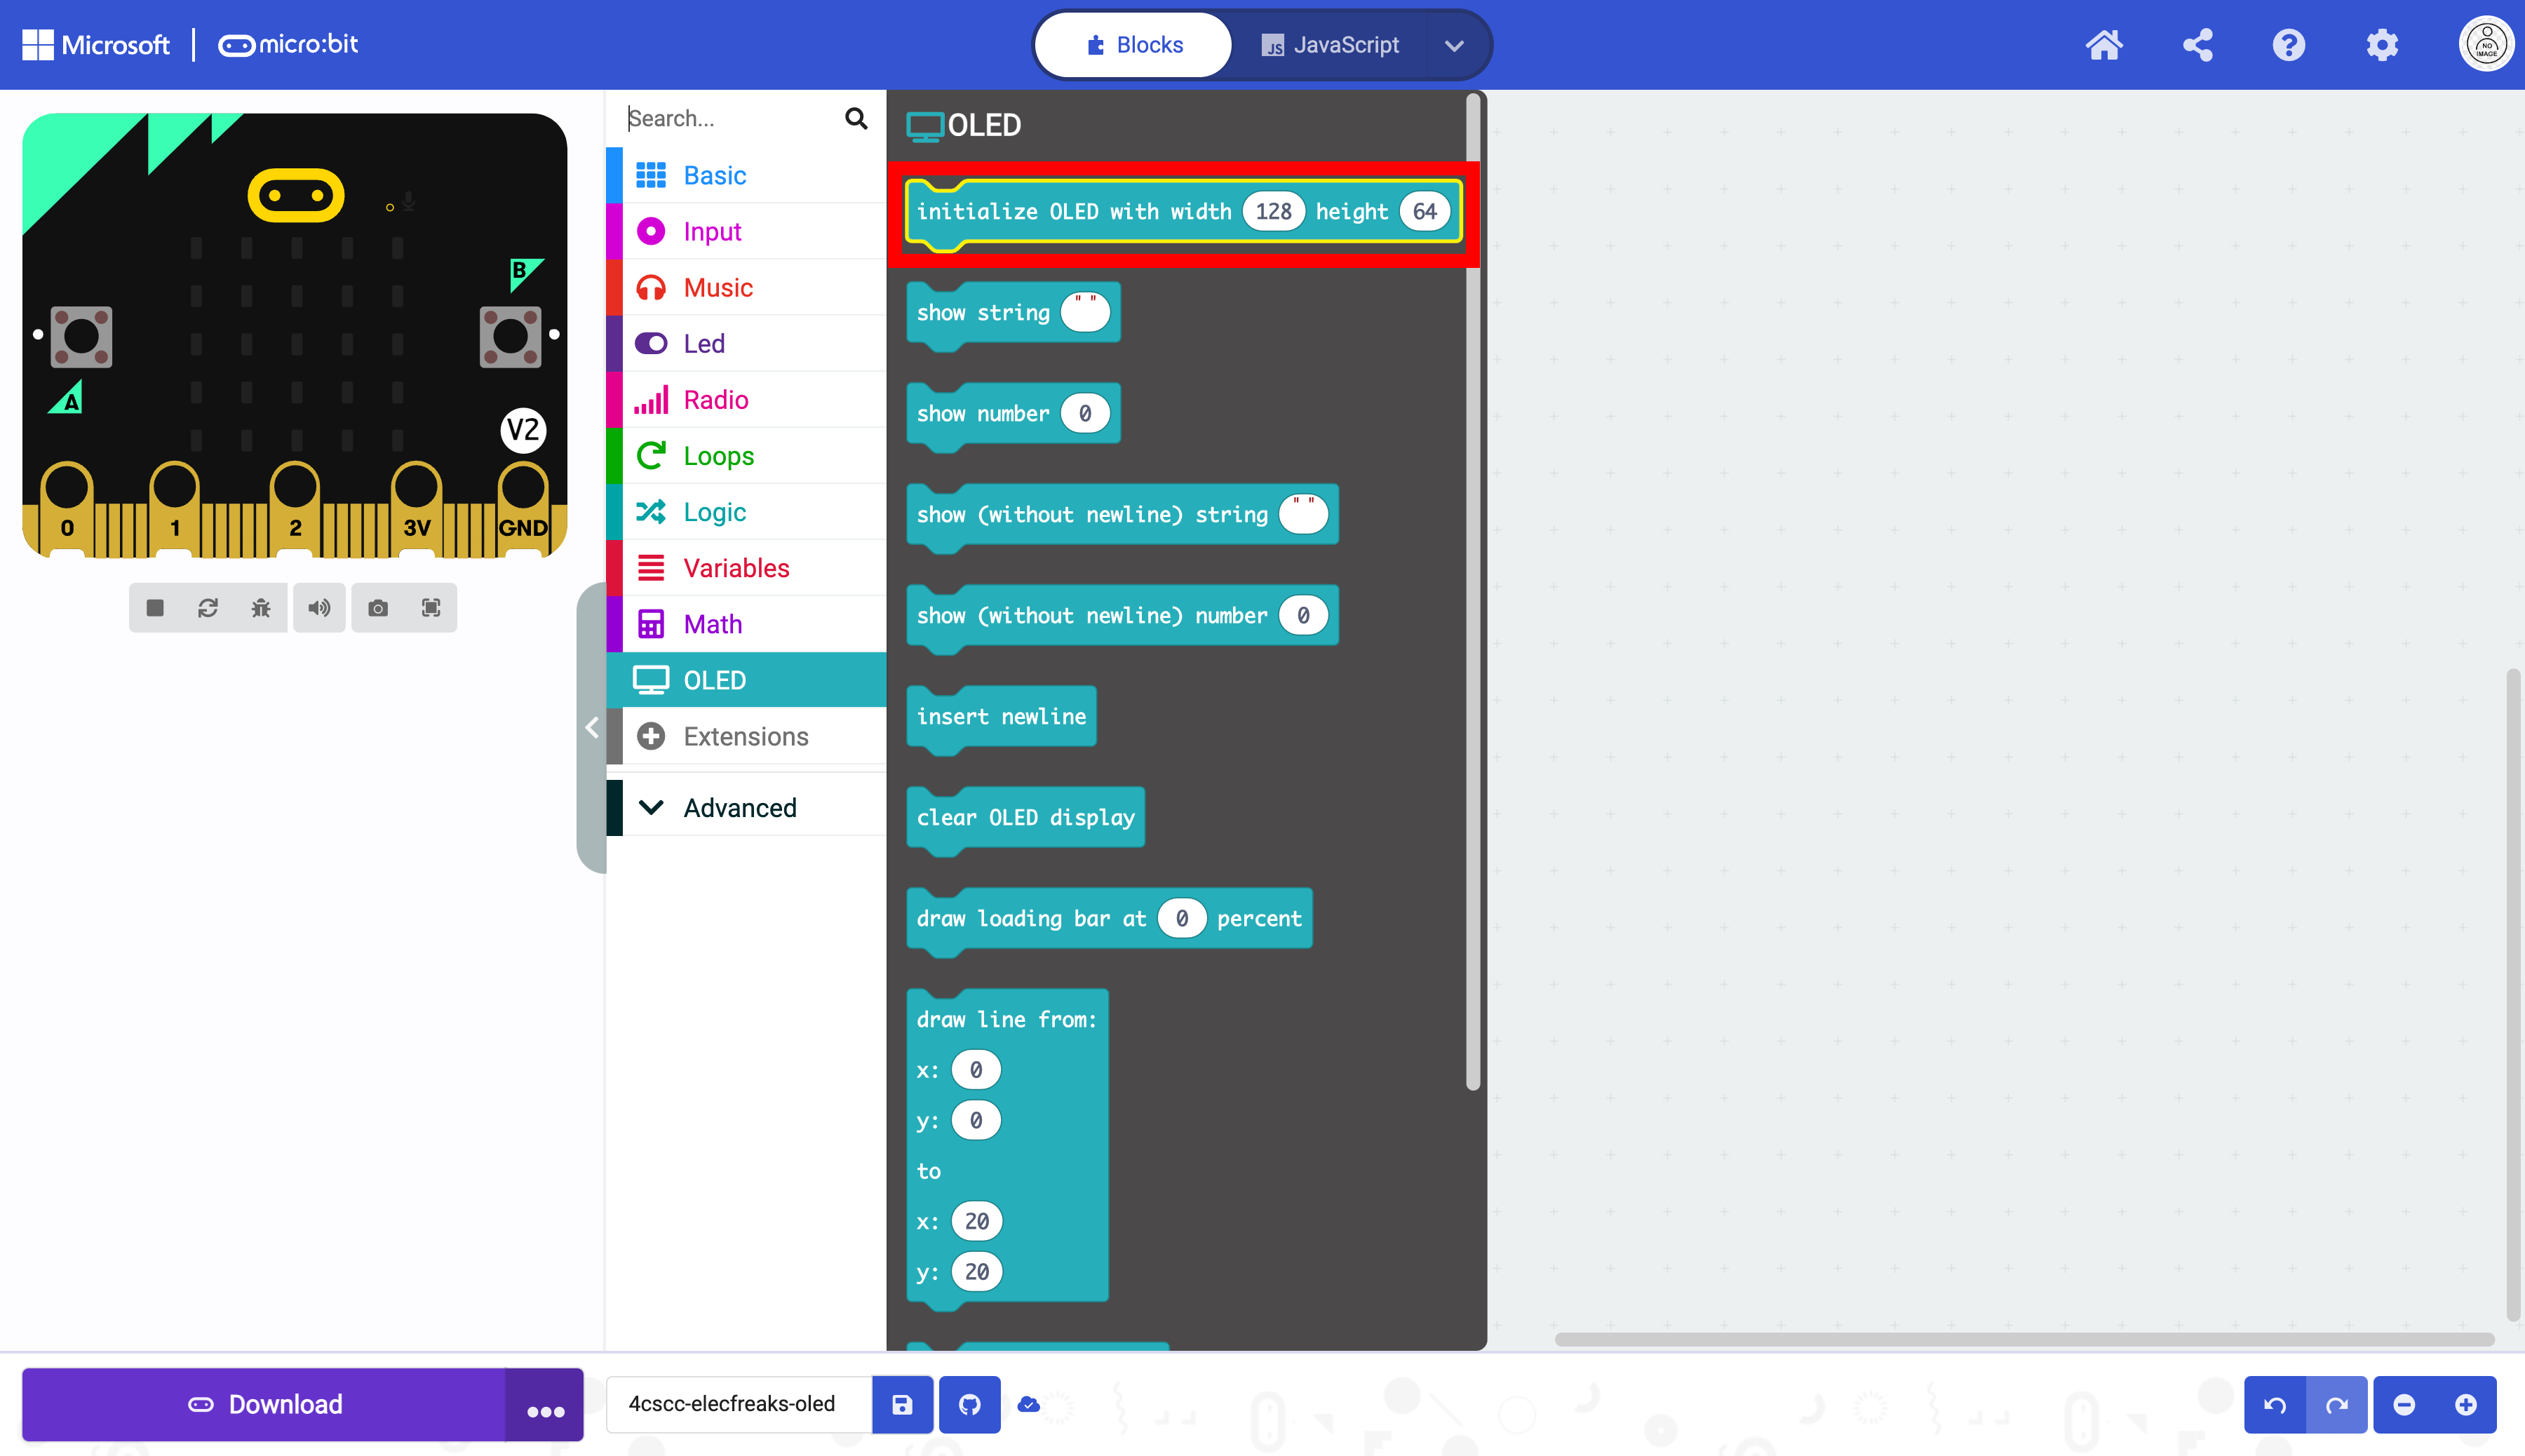 Microsoft micro:bit
Blocks JS JavaScript
NO
IMAGE
B
A
V2
0 1 2 3V GND
Search...
Basic
Input
Music
Led
Radio
Loops
Logic
Variables
Math
OLED
Extensions
Advanced
OLED
initialize OLED with width 128 height 64
show string " "
show number 0
show (without newline) string " "
show (without newline) number 0
insert newline
clear OLED display
draw loading bar at 0 percent
draw line from:
x: 0
y: 0
to
x: 20
y: 20
Download
4cscc-elecfreaks-oled